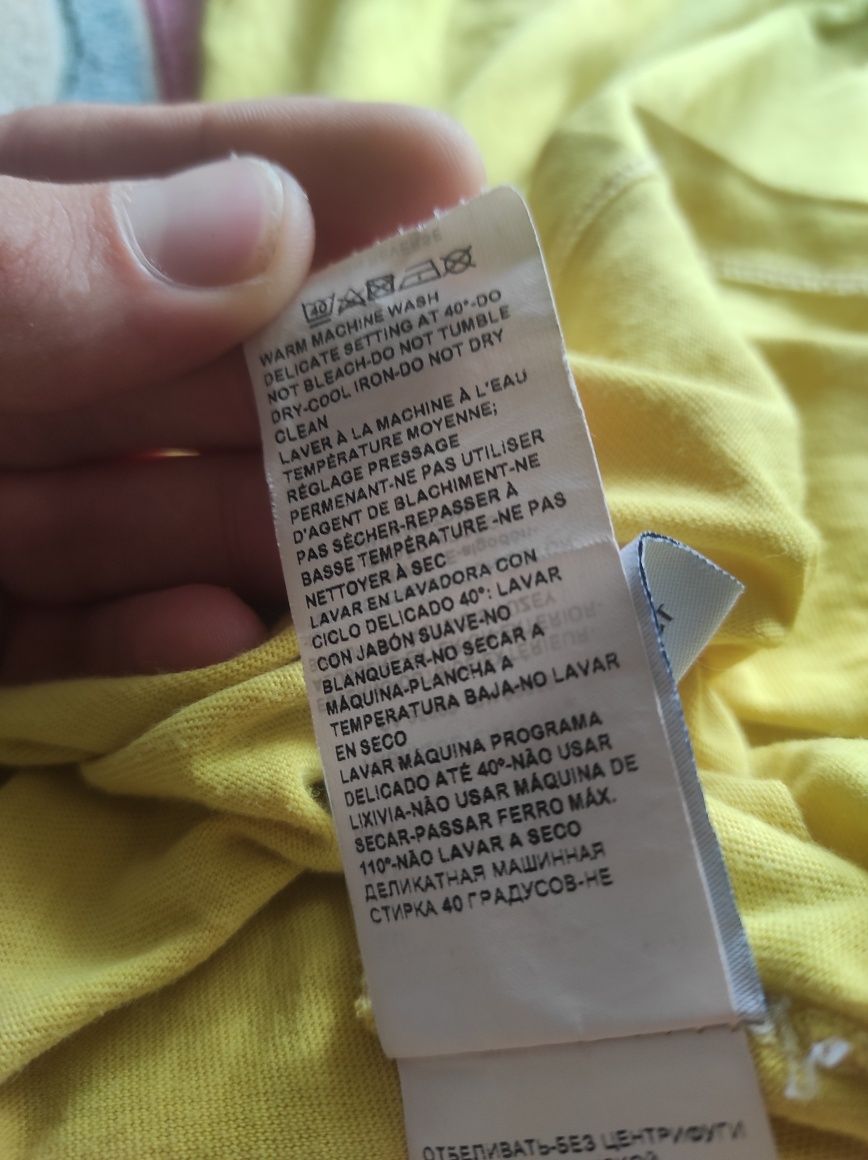 40
WARM MACHINE WASH
DELICATE SETTING AT 40°-DO
NOT BLEACH-DO NOT TUMBLE
DRY-COOL IRON-DO NOT DRY
CLEAN
LAVER À LA MACHINE À L'EAU
TEMPÉRATURE MOYENNE;
RÉGLAGE PRESSAGE
PERMENANT-NE PAS UTILISER
D'AGENT DE BLACHIMENT-NE
PAS SÉCHER-REPASSER À
BASSE TEMPÉRATURE -NE PAS
NETTOYER À SEC
LAVAR EN LAVADORA CON
CICLO DELICADO 40°: LAVAR
CON JABÓN SUAVE-NO
BLANQUEAR-NO SECAR A
MÁQUINA-PLANCHA A
TEMPERATURA BAJA-NO LAVAR
EN SECO
LAVAR MÁQUINA PROGRAMA
DELICADO ATÉ 40°-NÃO USAR
LIXIVIA-NÃO USAR MÁQUINA DE
SECAR-PASSAR FERRO MÁX.
110°-NÃO LAVAR A SECO
ДЕЛИКАТНАЯ МАШИННАЯ
СТИРКА 40 ГРАДУСОВ-НЕ
ОТБЕЛИВАТЬ-БЕЗ ЦЕНТРИФУГИ